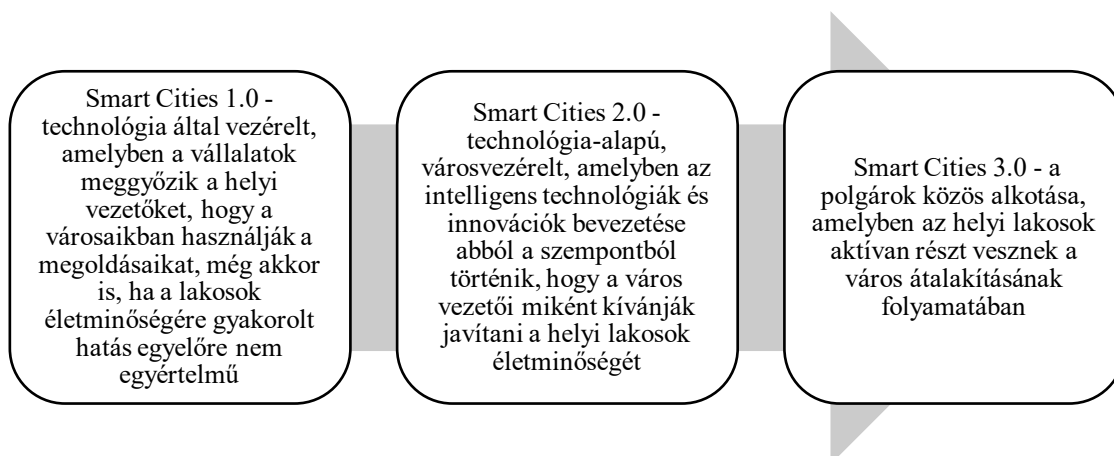 Smart Cities 1.0 -
technológia által vezérelt,
amelyben a vállalatok
meggyőzik a helyi
vezetőket, hogy a
városaikban használják a
megoldásaikat, még akkor
is, ha a lakosok
életminőségére gyakorolt
hatás egyelőre nem
egyértelmű
Smart Cities 2.0 -
technológia-alapú,
városvezérelt, amelyben az
intelligens technológiák és
innovációk bevezetése
abból a szempontból
történik, hogy a város
vezetői miként kívánják
javítani a helyi lakosok
életminőségét
Smart Cities 3.0 - a
polgárok közös alkotása,
amelyben az helyi lakosok
aktívan részt vesznek a
város átalakításának
folyamatában